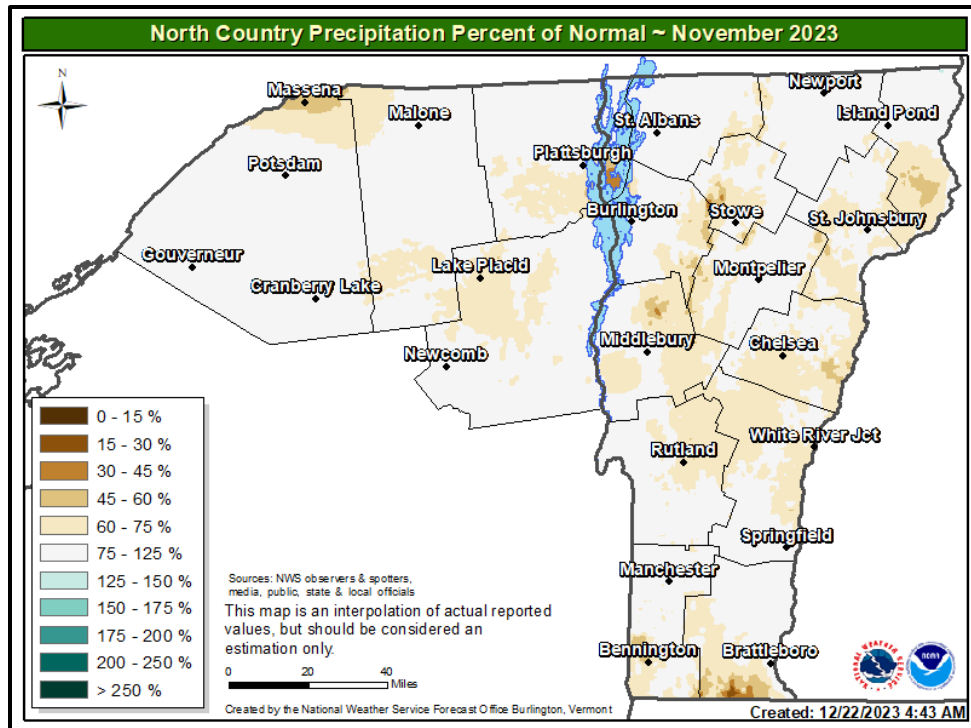 North Country Precipitation Percent of Normal ~ November 2023
N
Massena
Malone
Newport
Island Pond
St. Albans
Plattsburgh
Potsdam
Burlington
Stowe
St. Johnsbury
Gouverneur
Lake Placid
Montpelier
Cranberry Lake
Middlebury
Chelsea
Newcomb
White River Jct
Rutland
Springfield
Manchester
Bennington
Brattleboro
0 - 15 %
15 - 30 %
30 - 45 %
45 - 60 %
60 - 75 %
75 - 125 %
125 - 150 %
150 - 175 %
175 - 200 %
200 - 250 %
> 250 %
Sources: NWS observers & spotters,
media, public, state & local officials
This map is an interpolation of actual reported
values, but should be considered an
estimation only.
0 20 40
Miles
Created by the National Weather Service Forecast Office Burlington, Vermont
NATIONAL WEATHER SERVICE
noaa
Created: 12/22/2023 4:43 AM